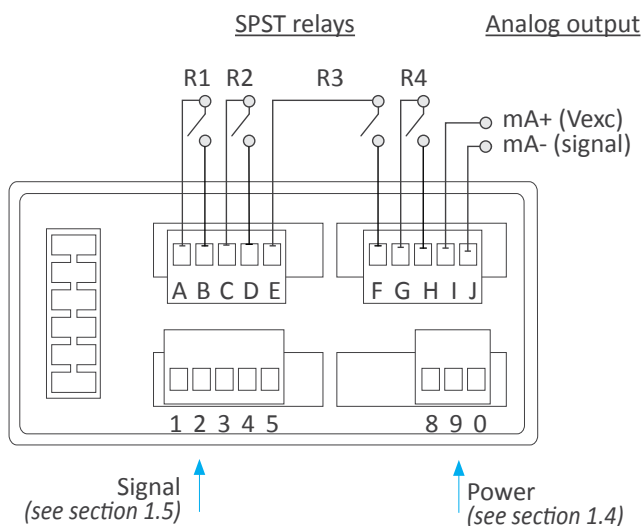 SPST relays Analog output
R1 R2 R3 R4
mA+ (Vexc)
mA- (signal)
A B C D E F G H I J
1 2 3 4 5 8 9 0
Signal
(see section 1.5)
Power
(see section 1.4)